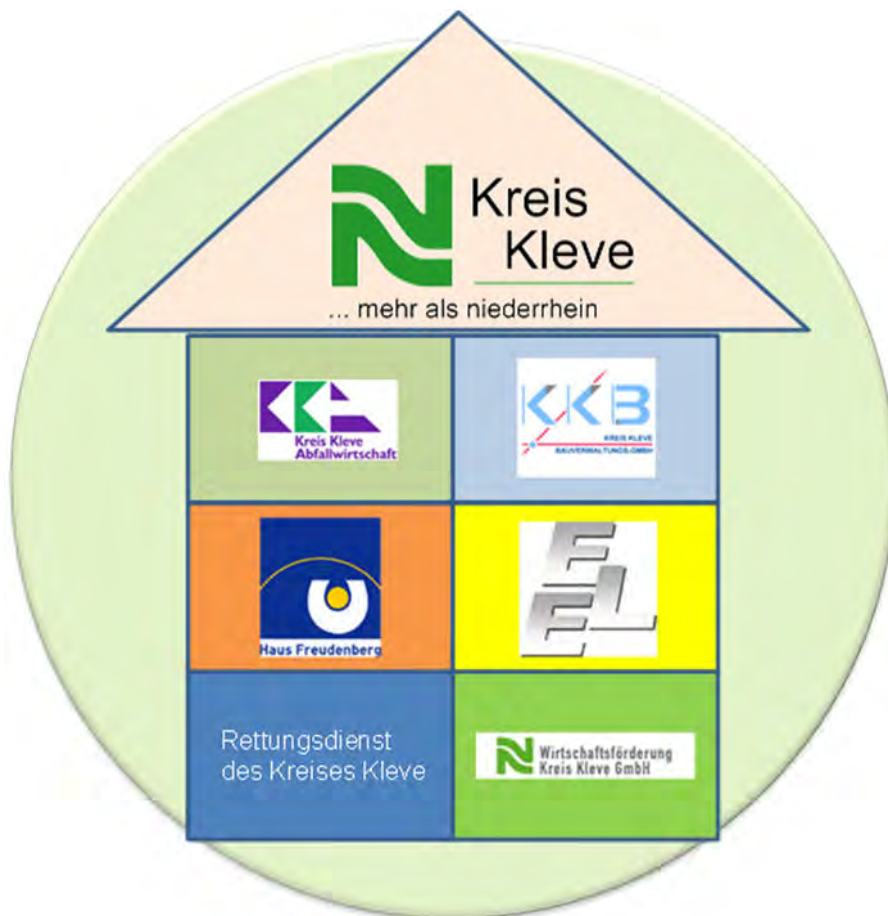 Kreis
Kleve
... mehr als niederrhein
KKA
Kreis Kleve
Abfallwirtschaft
KKB
KREIS KLEVE
BAUVERWALTUNGS-GMBH
Haus Freudenberg
F
E L
E
Rettungsdienst
des Kreises Kleve
Wirtschaftsförderung
Kreis Kleve GmbH